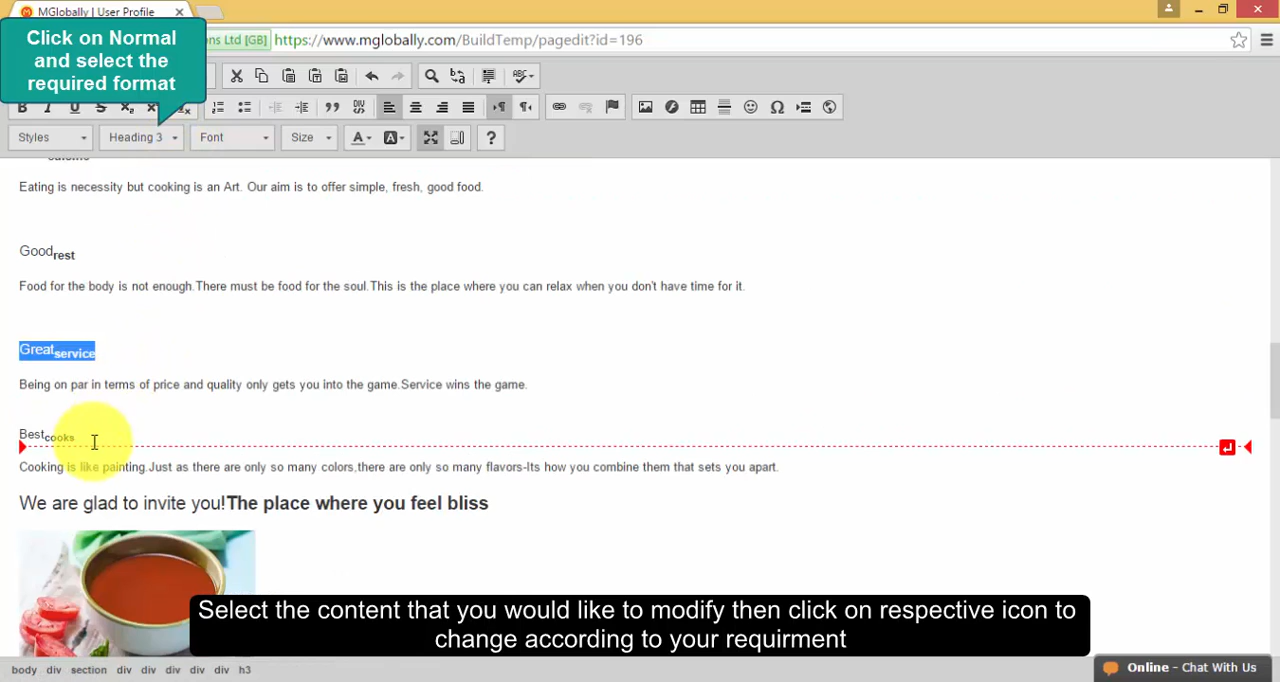 MGlobally | User Profile
Click on Normal
and select the
required format
ons Ltd [GB] https://www.mglobally.com/BuildTemp/pagedit?id=196
Styles Heading 3 Font Size
Eating is necessity but cooking is an Art. Our aim is to offer simple, fresh, good food.
Goodrest
Food for the body is not enough.There must be food for the soul.This is the place where you can relax when you don't have time for it.
Greatservice
Being on par in terms of price and quality only gets you into the game.Service wins the game.
Bestcooks
Cooking is like painting.Just as there are only so many colors,there are only so many flavors-Its how you combine them that sets you apart.
We are glad to invite you!The place where you feel bliss
Select the content that you would like to modify then click on respective icon to
change according to your requirment
body div section div div div div h3
Online - Chat With Us